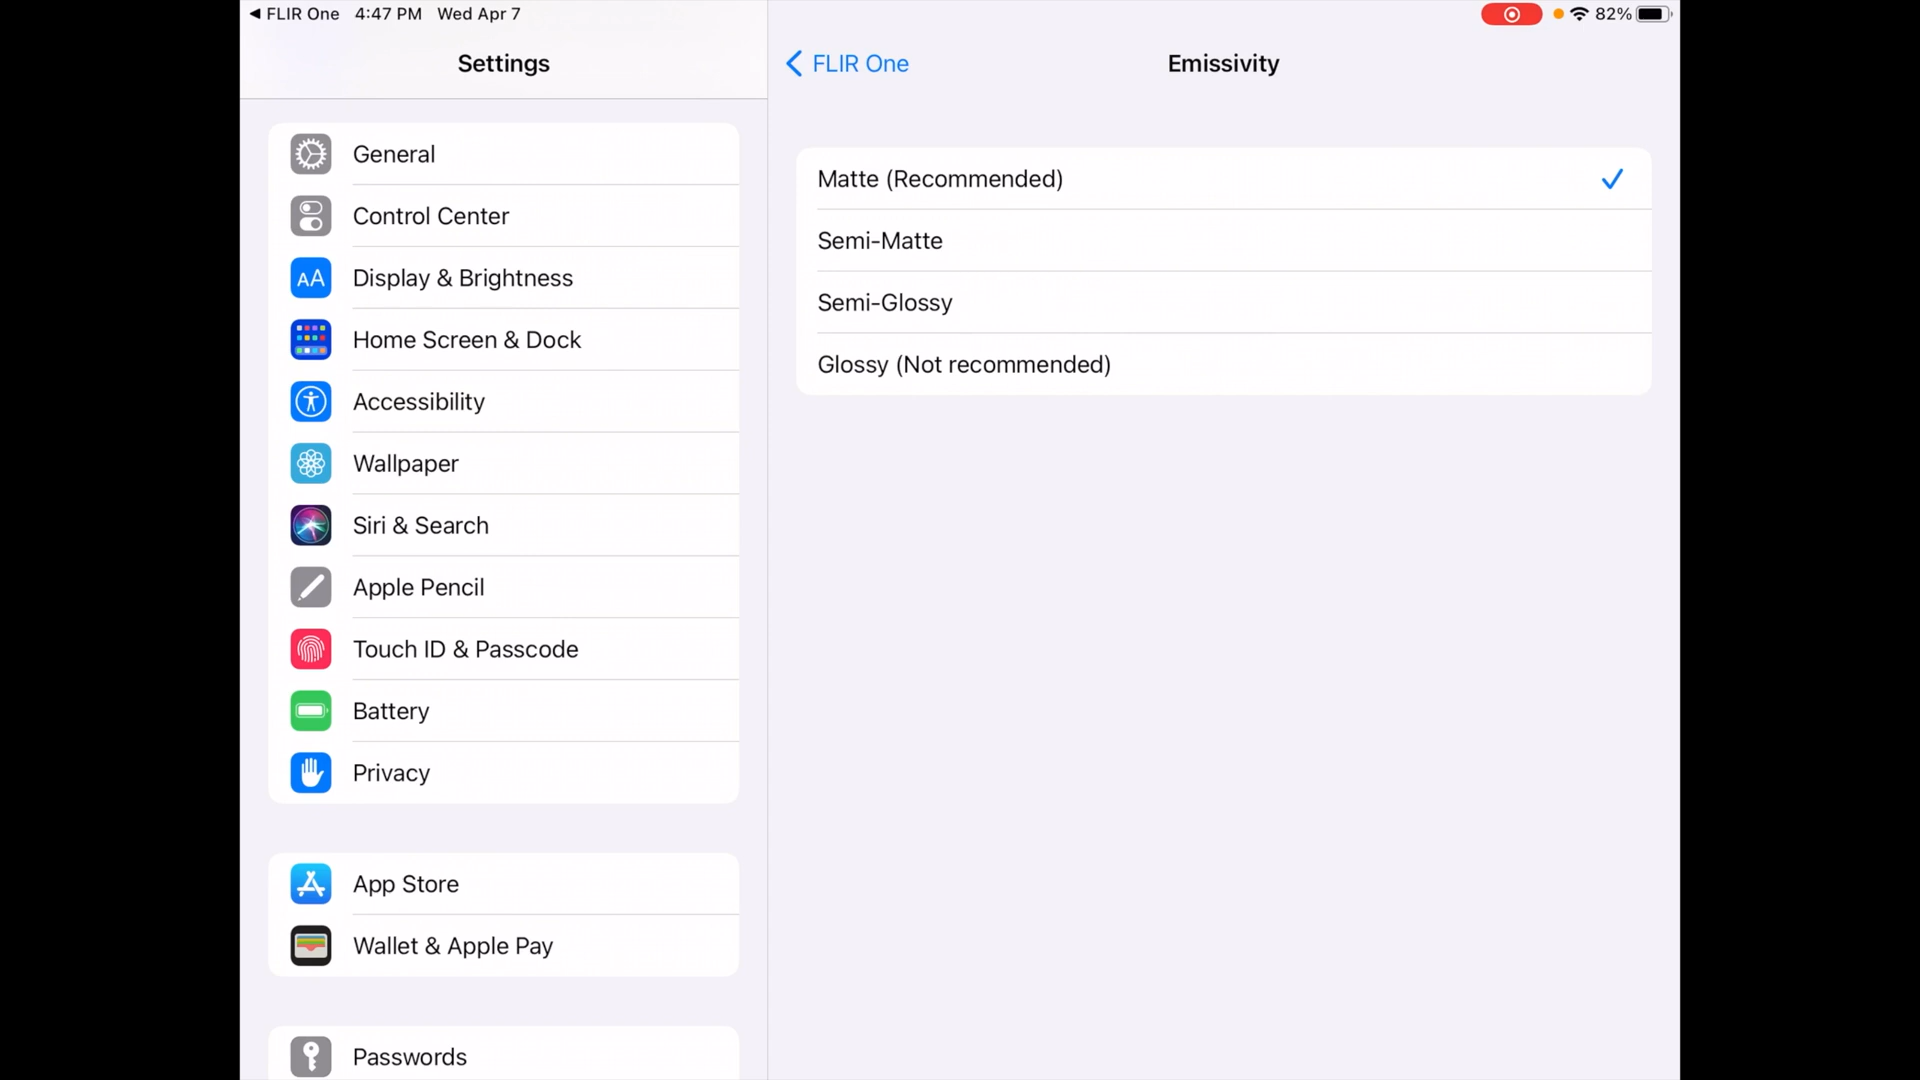 FLIR One 4:47 PM Wed Apr 7
82%
Settings
General
Control Center
AA Display & Brightness
Home Screen & Dock
Accessibility
Wallpaper
Siri & Search
Apple Pencil
Touch ID & Passcode
Battery
Privacy
App Store
Wallet & Apple Pay
Passwords
FLIR One
Emissivity
Matte (Recommended)
Semi-Matte
Semi-Glossy
Glossy (Not recommended)